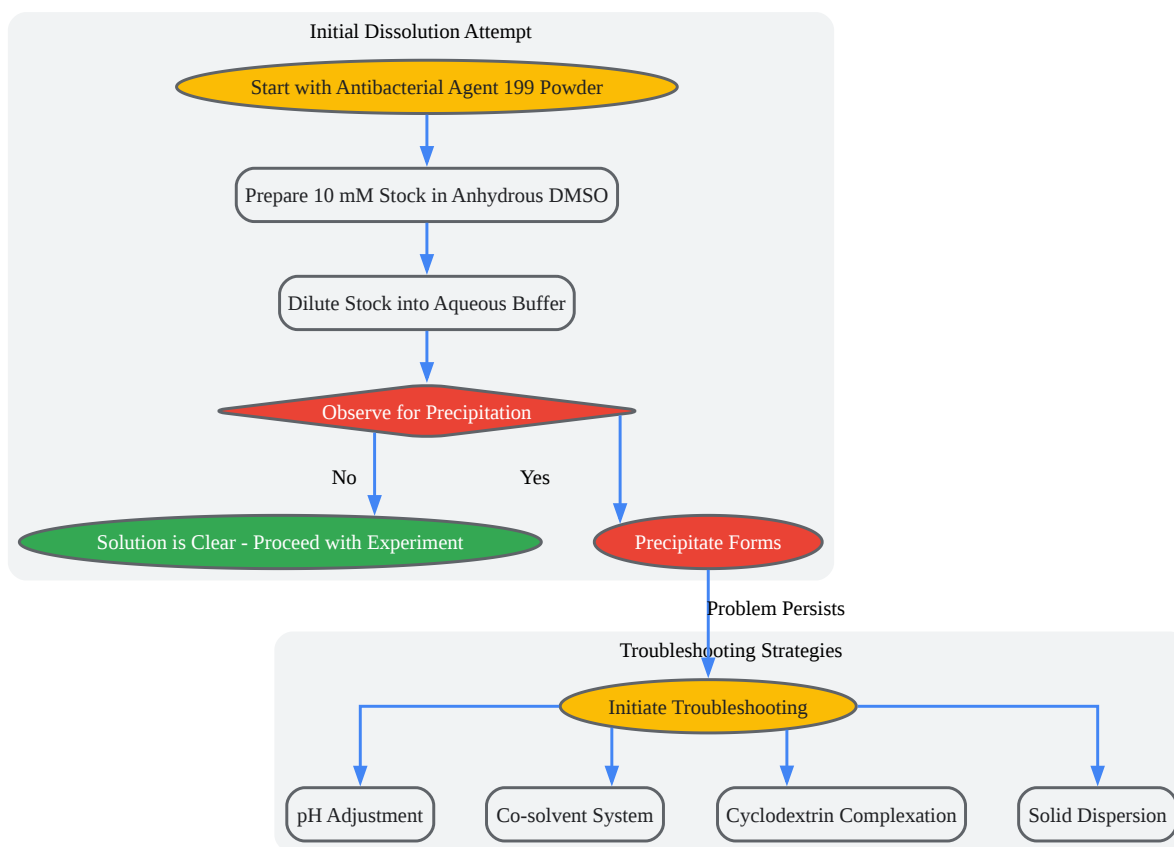 Initial Dissolution Attempt
Start with Antibacterial Agent 199 Powder
Prepare 10 mM Stock in Anhydrous DMSO
Dilute Stock into Aqueous Buffer
Observe for Precipitation
No
Yes
Solution is Clear - Proceed with Experiment
Precipitate Forms
Problem Persists
Troubleshooting Strategies
Initiate Troubleshooting
pH Adjustment
Co-solvent System
Cyclodextrin Complexation
Solid Dispersion